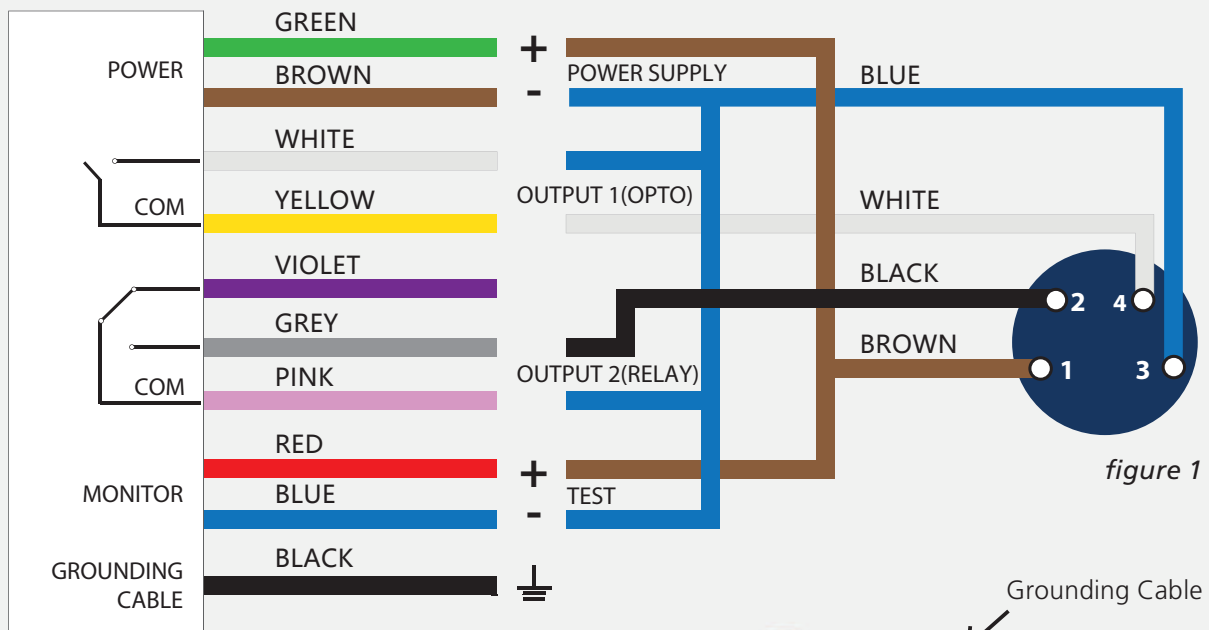 GREEN
POWER
+
BROWN
POWER SUPPLY
BLUE
-
WHITE
COM
YELLOW
OUTPUT 1(OPTO)
WHITE
VIOLET
BLACK
GREY
2 4
BROWN
COM
PINK
OUTPUT 2(RELAY)
1 3
RED
+
figure 1
MONITOR
BLUE
TEST
-
BLACK
GROUNDING
CABLE
Grounding Cable